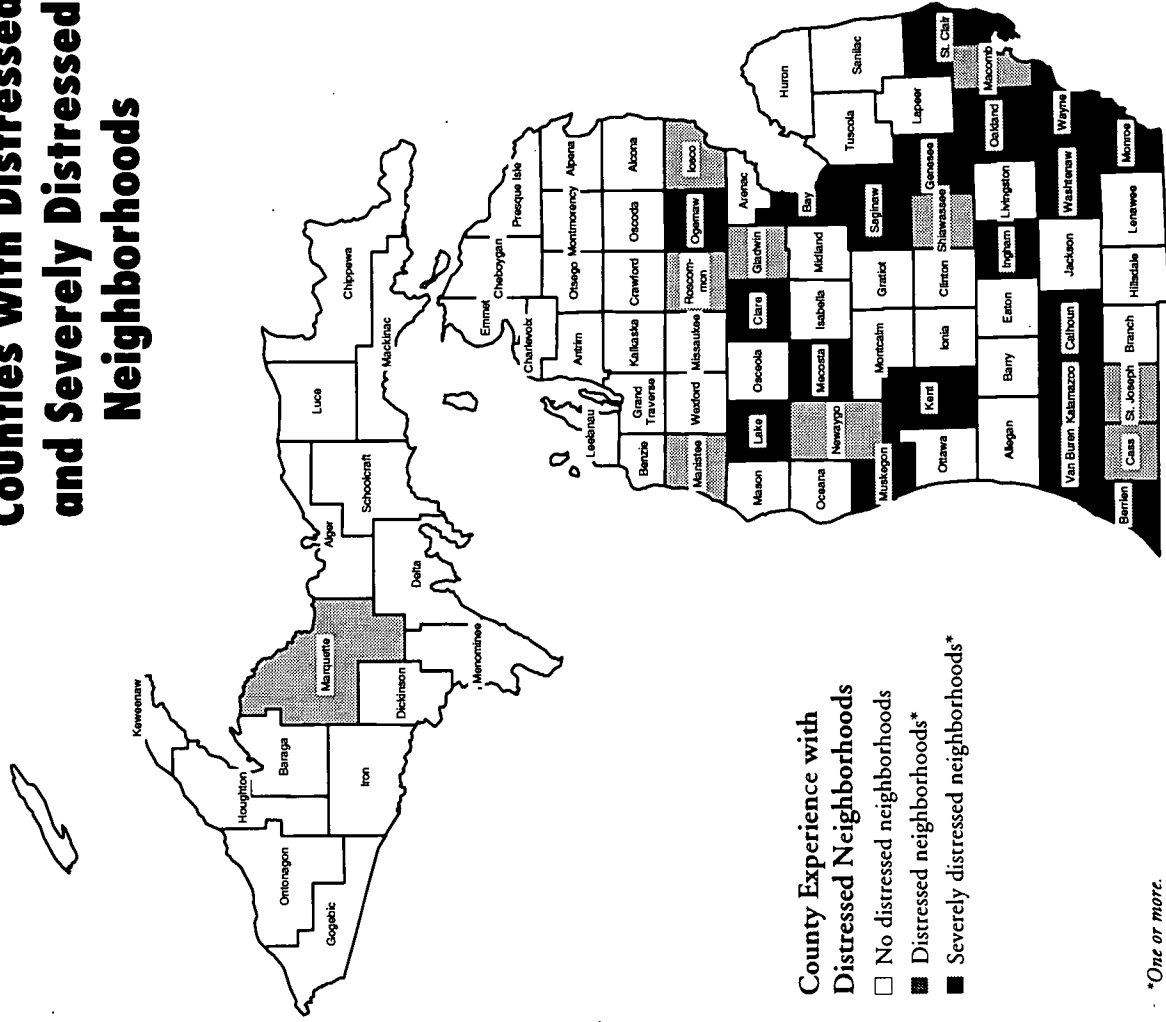 Counties With Distressed
and Severely Distressed
Neighborhoods
Keweenaw
Houghton
Ontonagon
Gogebic
Baraga
Iron
Marquette
Dickinson
Menominee
Delta
Alger
Schoolcraft
Luce
Chippewa
Mackinac
Emmet
Cheboygan
Presque Isle
Charlevoix
Leelanau
Antrim
Otsego
Montmorency
Alpena
Benzie
Grand
Traverse
Kalkaska
Crawford
Oscoda
Alcona
Manistee
Wexford
Missaukee
Roscom-
mon
Ogemaw
Iosco
Mason
Lake
Osceola
Clare
Gladwin
Arenac
Oceana
Newaygo
Mecosta
Isabella
Midland
Bay
Huron
Muskegon
Montcalm
Gratiot
Saginaw
Tuscola
Sanilac
Ottawa
Kent
Ionia
Clinton
Shiawassee
Genesee
Lapeer
St. Clair
Allegan
Barry
Eaton
Ingham
Livingston
Oakland
Macomb
Van Buren
Kalamazoo
Calhoun
Jackson
Washtenaw
Wayne
Berrien
Cass
St. Joseph
Branch
Hillsdale
Lenawee
Monroe
County Experience with
Distressed Neighborhoods
No distressed neighborhoods
Distressed neighborhoods*
Severely distressed neighborhoods*
*One or more.